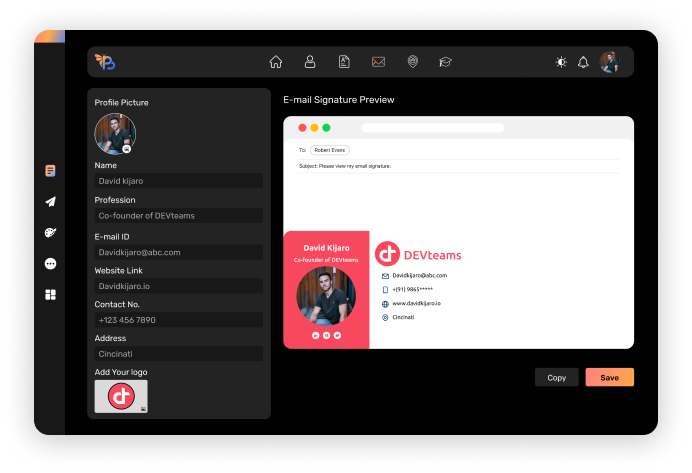 Profile Picture
Name
David kijaro
Profession
Co-founder of DEVteams
E-mail ID
Davidkijaro@abc.com
Website Link
Davidkijaro.io
Contact No.
+123 456 7890
Address
Cincinati
Add Your logo
E-mail Signature Preview
To:
Robert Evans
Subject: Please view my email signature.
David Kijaro
Co-founder of DEVteams
DEVteams
Davidkijaro@abc.com
+(91) 9865*****
www.davidkijaro.io
Cincinati
Copy
Save